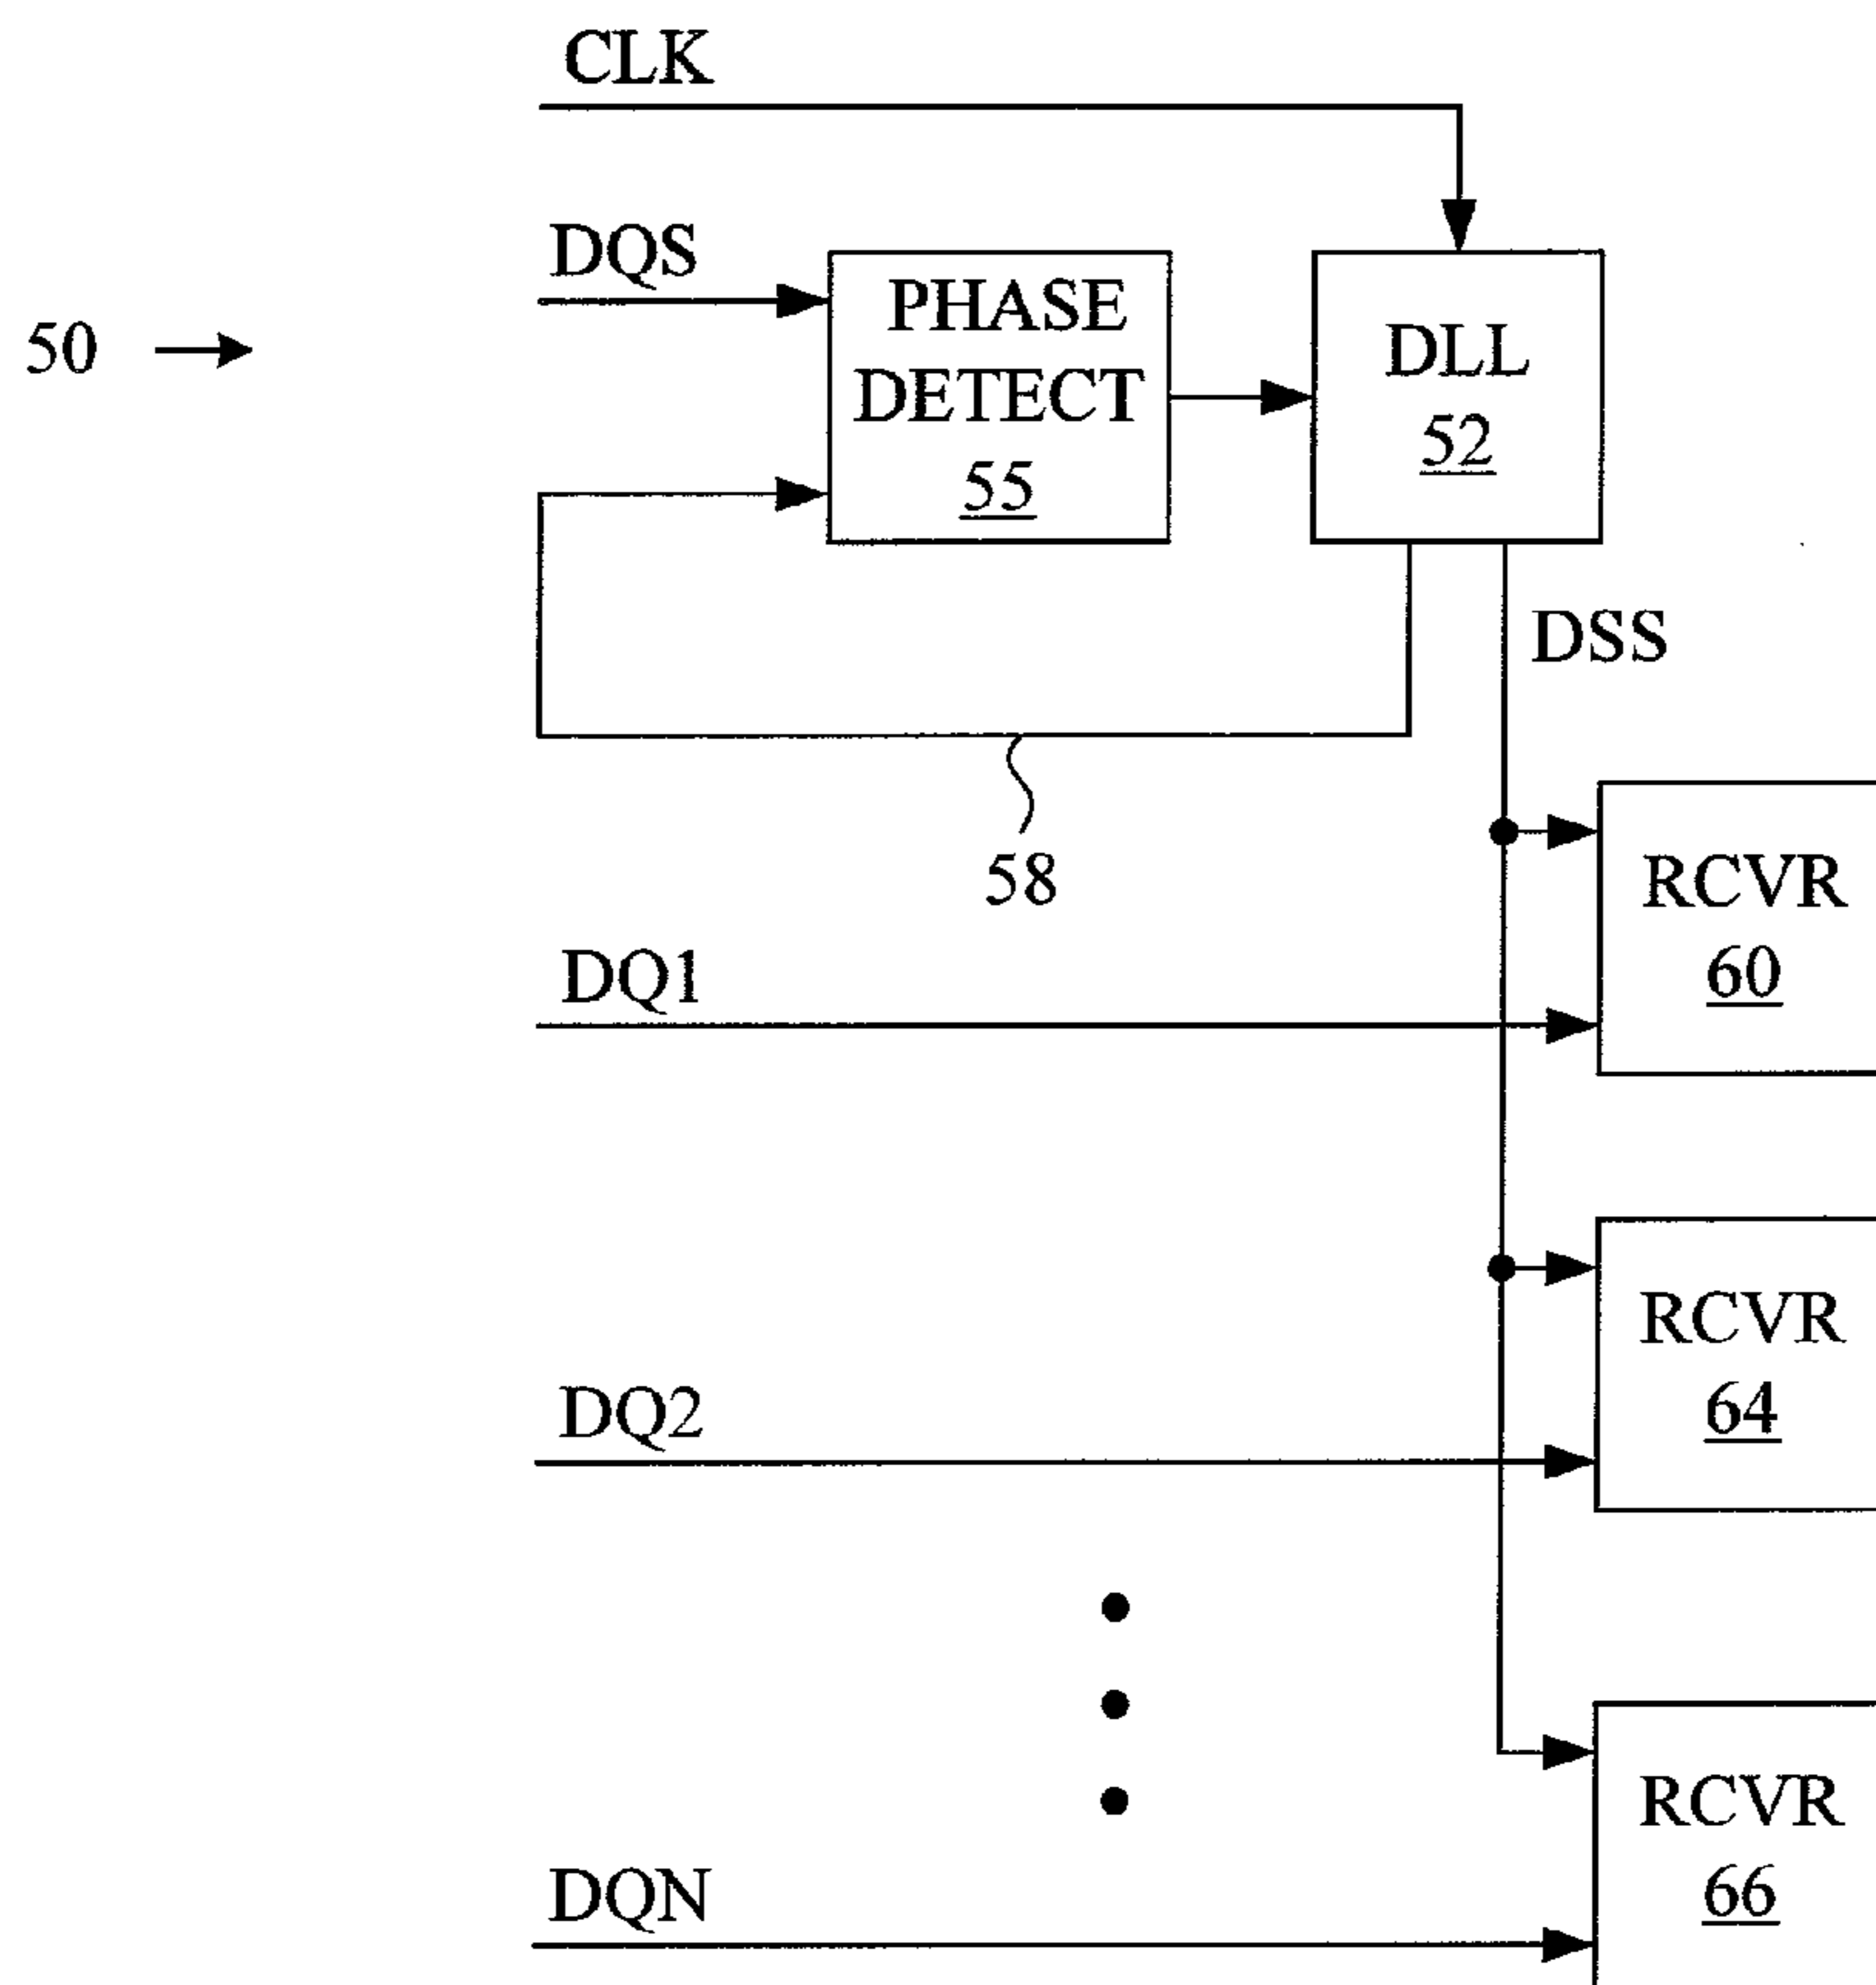 CLK
DQS
50
PHASE
DETECT
55
DLL
52
DSS
58
RCVR
60
DQ1
RCVR
64
DQ2
RCVR
66
DQN